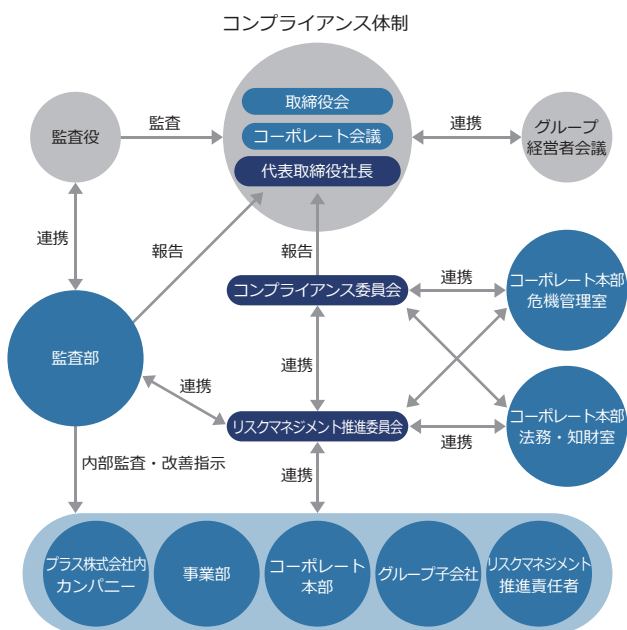 コンプライアンス体制
取締役会
コーポレート会議
代表取締役社長
監査役
監査
連携
グループ
経営者会議
連携
報告
報告
コンプライアンス委員会
連携
コーポレート本部
危機管理室
監査部
連携
連携
リスクマネジメント推進委員会
連携
コーポレート本部
法務・知財室
内部監査・改善指示
連携
プラス株式会社内
カンパニー
事業部
コーポレート
本部
グループ子会社
リスクマネジメント
推進責任者